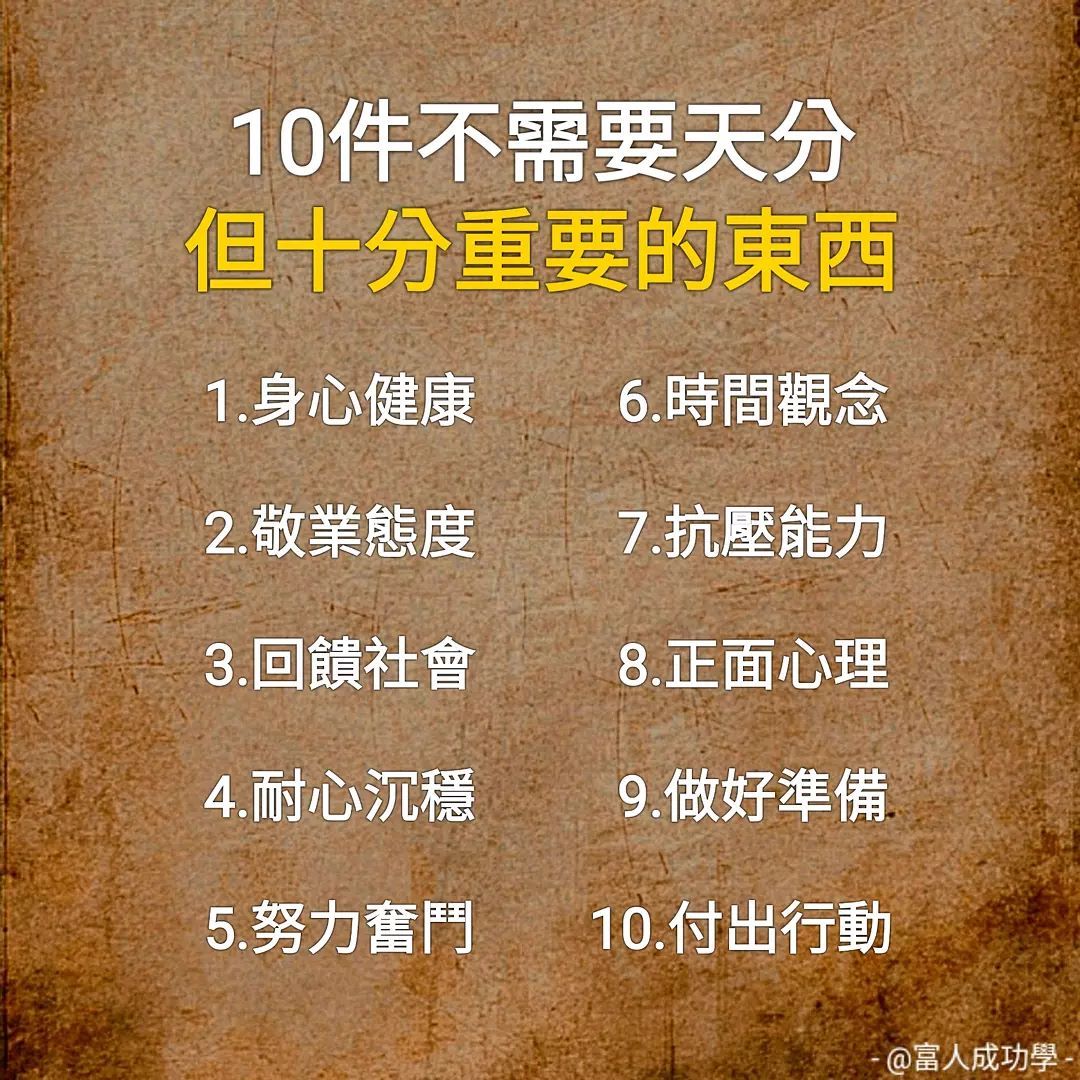 10件不需要天分
但十分重要的東西
1.身心健康
2.敬業態度
3.回饋社會
4.耐心沉穩
5.努力奮鬥
6.時間觀念
7.抗壓能力
8.正面心理
9.做好準備
10.付出行動
- @富人成功學 -